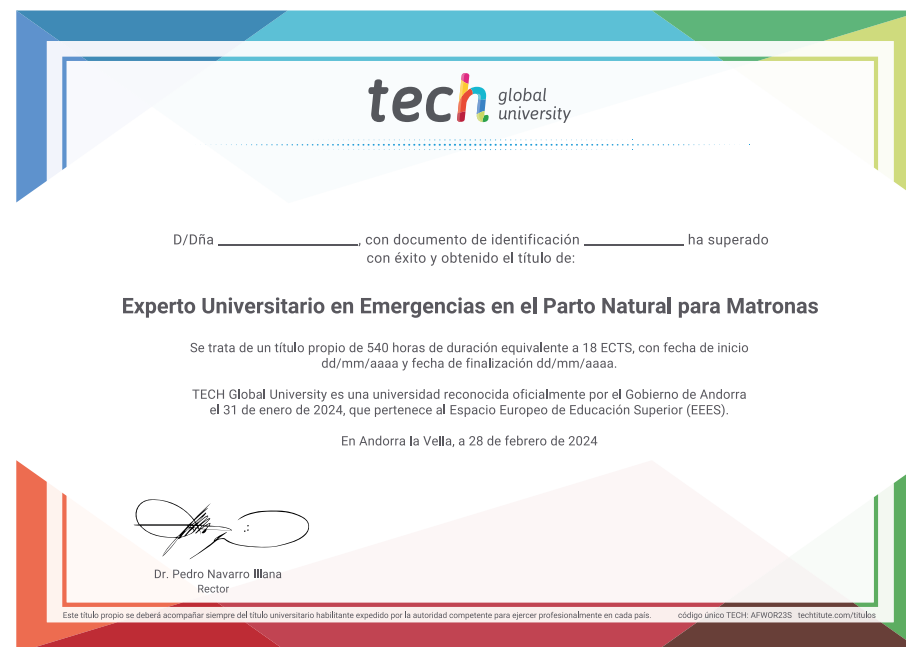 tech global university
D/Dña ____________, con documento de identificación ____________ ha superado
con éxito y obtenido el título de:
Experto Universitario en Emergencias en el Parto Natural para Matronas
Se trata de un título propio de 540 horas de duración equivalente a 18 ECTS, con fecha de inicio
dd/mm/aaaa y fecha de finalización dd/mm/aaaa.
TECH Global University es una universidad reconocida oficialmente por el Gobierno de Andorra
el 31 de enero de 2024, que pertenece al Espacio Europeo de Educación Superior (EEES).
En Andorra la Vella, a 28 de febrero de 2024
Dr. Pedro Navarro Illana
Rector
Este título propio se deberá acompañar siempre del título universitario habilitante expedido por la autoridad competente para ejercer profesionalmente en cada país. código único TECH: AFWOR23S techtitute.com/titulos